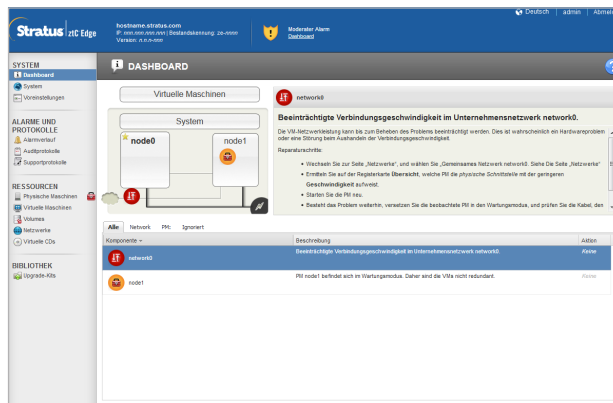 Deutsch | admin | Abmel
Stratus ztC Edge
hostname.stratus.com
IP: nnn.nnn.nnn.nnn | Bestandskennung: ze-nnnn
Version: n.n.n-nnn
Moderater Alarm
Dashboard
SYSTEM
Dashboard
System
Voreinstellungen
ALARME UND
PROTOKOLLE
Alarmverlauf
Auditprotokolle
Supportprotokolle
RESSOURCEN
Physische Maschinen
Virtuelle Maschinen
Volumes
Netzwerke
Virtuelle CDs
BIBLIOTHEK
Upgrade-Kits
DASHBOARD
Virtuelle Maschinen
System
node0
node1
network0
Beeinträchtigte Verbindungsgeschwindigkeit im Unternehmensnetzwerk network0.
Die VM-Netzwerkleistung kann bis zum Beheben des Problems beeinträchtigt werden. Dies ist wahrscheinlich ein Hardwareproblem
oder eine Störung beim Aushandeln der Verbindungsgeschwindigkeit.
Reparaturschritte:
• Wechseln Sie zur Seite „Netzwerke“, und wählen Sie „Gemeinsames Netzwerk network0. Siehe Die Seite „Netzwerke“
• Ermitteln Sie auf der Registerkarte Übersicht, welche PM die physische Schnittstelle mit der geringeren
Geschwindigkeit aufweist.
• Starten Sie die PM neu.
• Besteht das Problem weiterhin, versetzen Sie die beobachtete PM in den Wartungsmodus, und prüfen Sie die Kabel, den
Alle Network PM: Ignoriert
Komponente Beschreibung Aktion
network0 Beeinträchtigte Verbindungsgeschwindigkeit im Unternehmensnetzwerk network0. Keine
node1 PM node1 befindet sich im Wartungsmodus. Daher sind die VMs nicht redundant. Keine